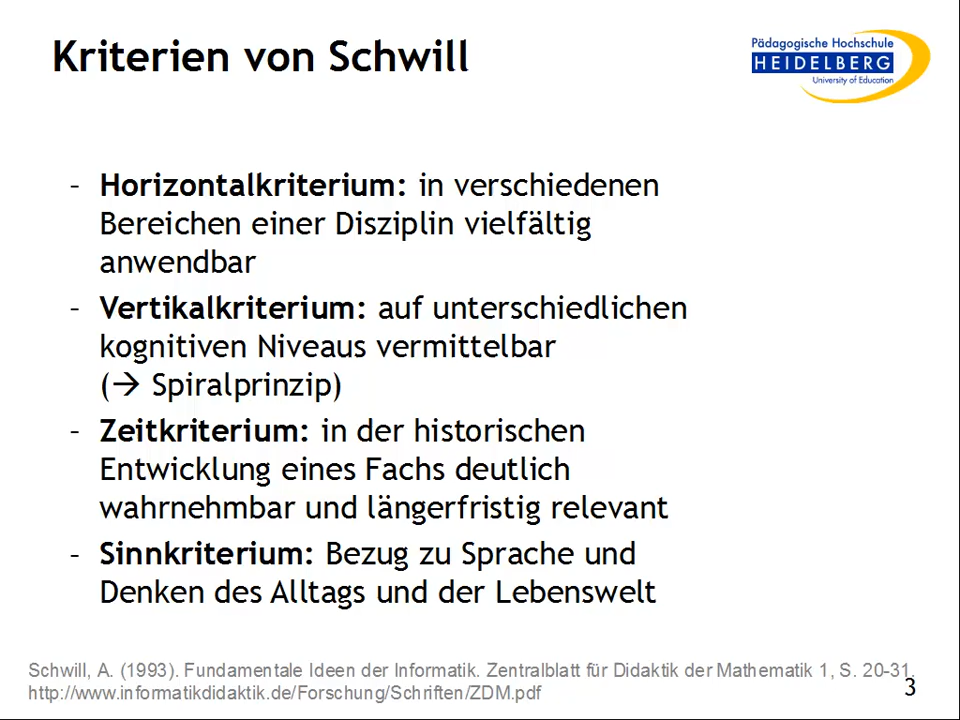 Kriterien von Schwill
Pädagogische Hochschule
HEIDELBERG
University of Education
- Horizontalkriterium: in verschiedenen
Bereichen einer Disziplin vielfältig
anwendbar
- Vertikalkriterium: auf unterschiedlichen
kognitiven Niveaus vermittelbar
(→ Spiralprinzip)
- Zeitkriterium: in der historischen
Entwicklung eines Fachs deutlich
wahrnehmbar und längerfristig relevant
- Sinnkriterium: Bezug zu Sprache und
Denken des Alltags und der Lebenswelt
Schwill, A. (1993). Fundamentale Ideen der Informatik. Zentralblatt für Didaktik der Mathematik 1, S. 20-31.
http://www.informatikdidaktik.de/Forschung/Schriften/ZDM.pdf
3